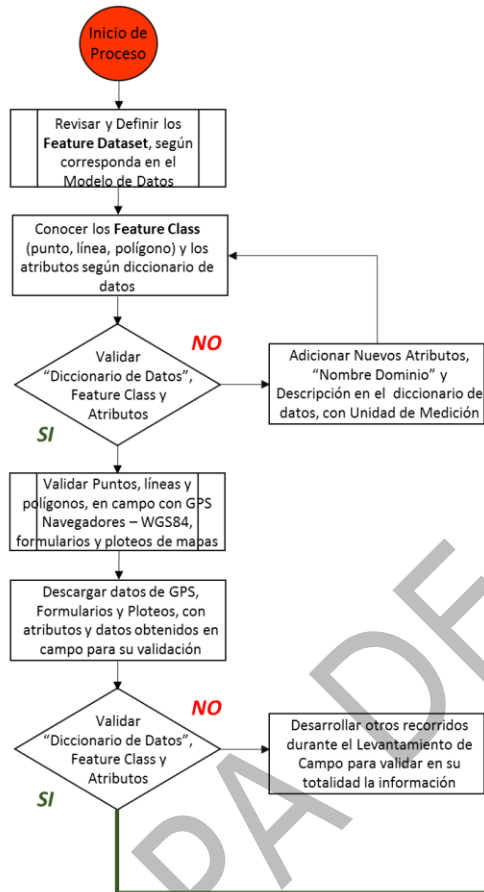 Inicio de
Proceso
Revisar y Definir los
Feature Dataset, según
corresponda en el
Modelo de Datos
Conocer los Feature Class
(punto, línea, polígono) y los
atributos según diccionario de
datos
NO
Validar
“Diccionario de Datos”,
Feature Class y
Atributos
SI
Adicionar Nuevos Atributos,
“Nombre Dominio” y
Descripción en el diccionario de
datos, con Unidad de Medición
Validar Puntos, líneas y
polígonos, en campo con GPS
Navegadores – WGS84,
formularios y ploteos de mapas
Descargar datos de GPS,
Formularios y Ploteos, con
atributos y datos obtenidos en
campo para su validación
NO
Validar
“Diccionario de Datos”,
Feature Class y
Atributos
SI
Desarrollar otros recorridos
durante el Levantamiento de
Campo para validar en su
totalidad la información
PA DE